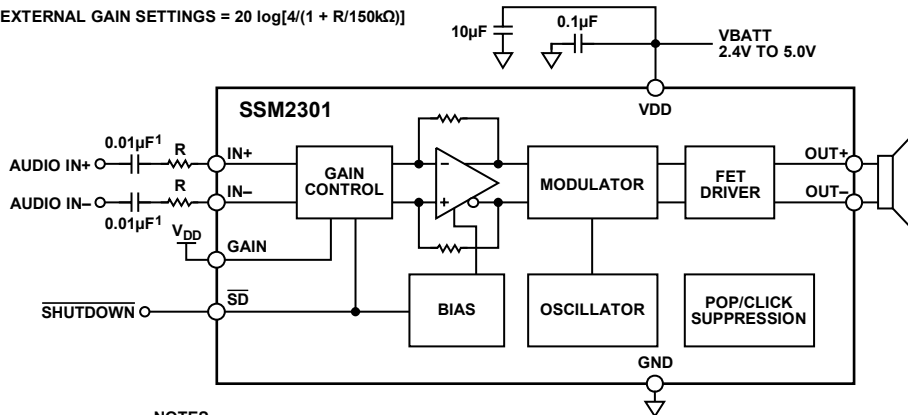 EXTERNAL GAIN SETTINGS = 20 log[4/(1 + R/150kΩ)]
10µF
0.1µF
VBATT
2.4V TO 5.0V
VDD
SSM2301
0.01µF1
R
AUDIO IN+
IN+
GAIN
CONTROL
MODULATOR
FET
DRIVER
OUT+
AUDIO IN–
R
IN–
OUT–
0.01µF1
VDD
GAIN
SHUTDOWN
SD
BIAS
OSCILLATOR
POP/CLICK
SUPPRESSION
GND